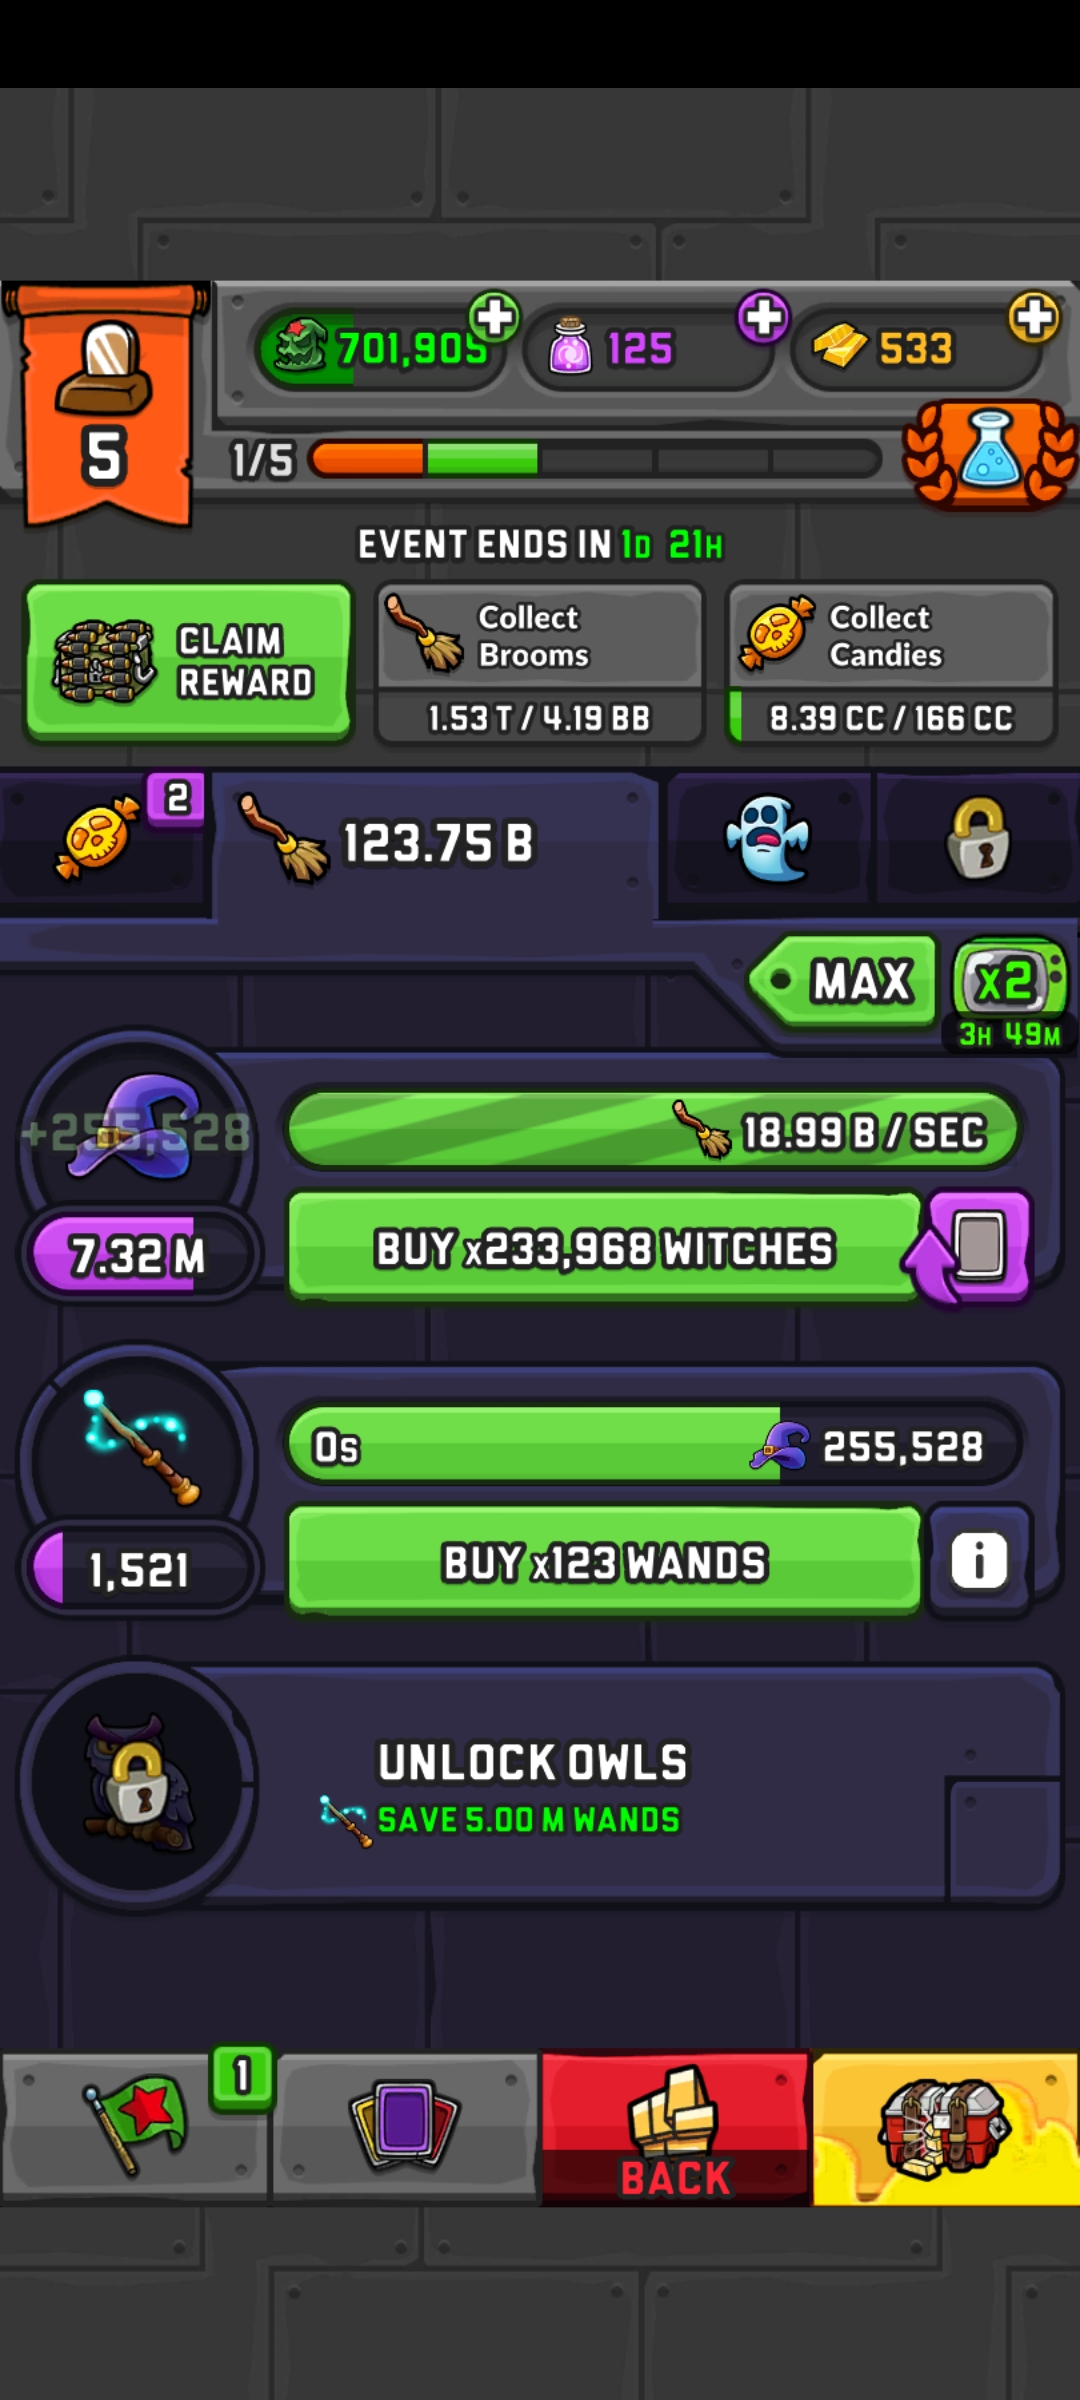 701,905
125
533
5
1/5
EVENT ENDS IN 1D 21H
CLAIM
REWARD
Collect
Brooms
1.53 T / 4.19 BB
Collect
Candies
8.39 CC / 166 CC
2
123.75 B
MAX
x2
3H 49M
+255,528
18.99 B / SEC
7.32 M
BUY x233,968 WITCHES
0s
255,528
1,521
BUY x123 WANDS
i
UNLOCK OWLS
SAVE 5.00 M WANDS
1
BACK